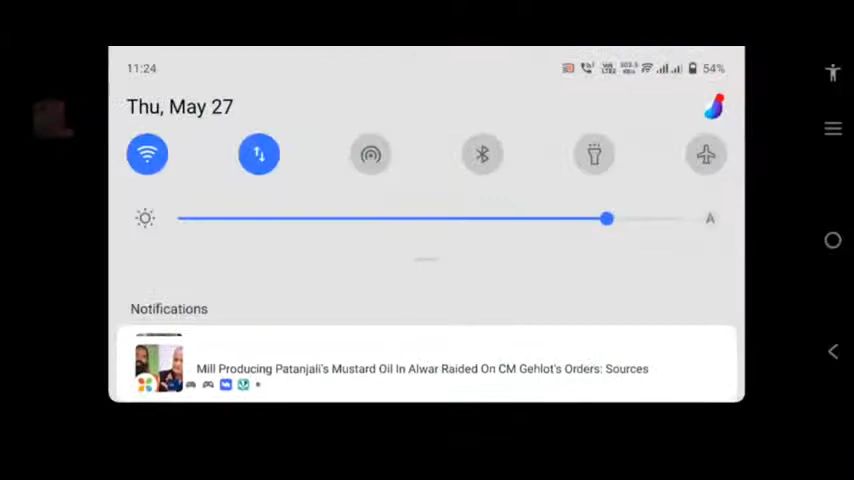 11:24
54%
Thu, May 27
A
Notifications
Mill Producing Patanjali's Mustard Oil In Alwar Raided On CM Gehlot's Orders: Sources